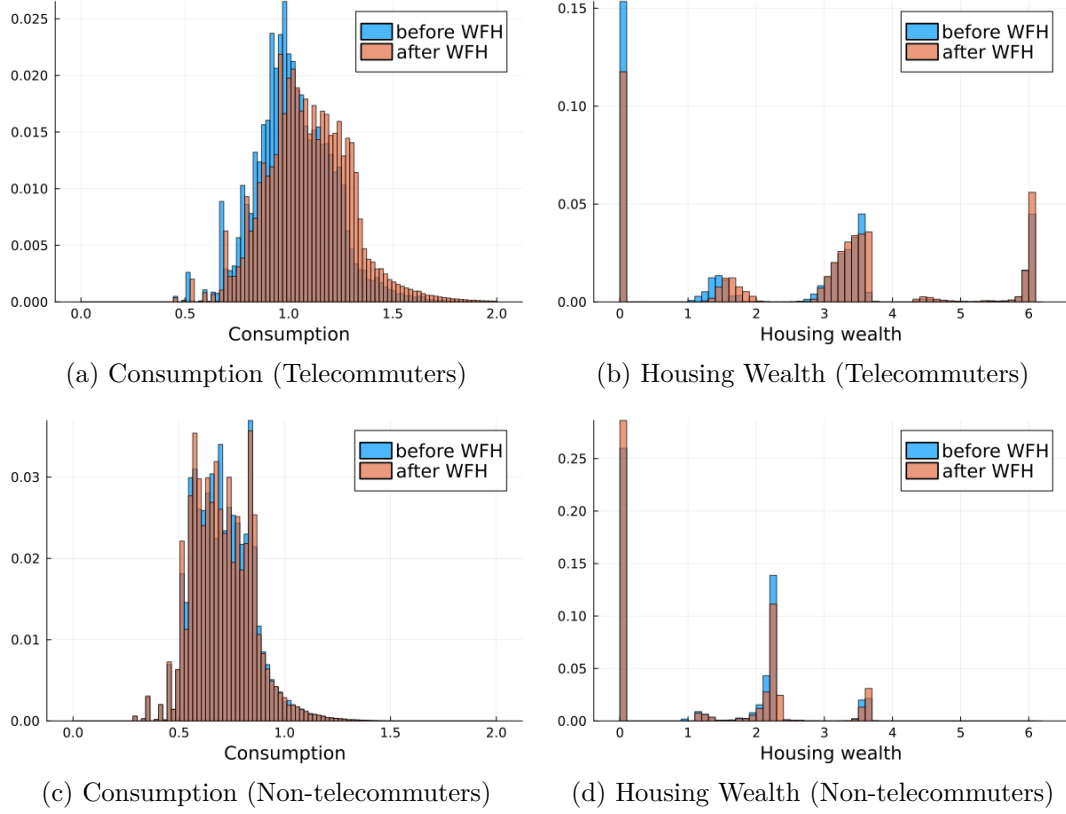 0.025
0.020
0.015
0.010
0.005
0.000
before WFH
after WFH
0.0 0.5 1.0 1.5 2.0
Consumption
(a) Consumption (Telecommuters)
0.15
0.10
0.05
0.00
before WFH
after WFH
0 1 2 3 4 5 6
Housing wealth
(b) Housing Wealth (Telecommuters)
0.03
0.02
0.01
0.00
before WFH
after WFH
0.0 0.5 1.0 1.5 2.0
Consumption
(c) Consumption (Non-telecommuters)
0.25
0.20
0.15
0.10
0.05
0.00
before WFH
after WFH
0 1 2 3 4 5 6
Housing wealth
(d) Housing Wealth (Non-telecommuters)